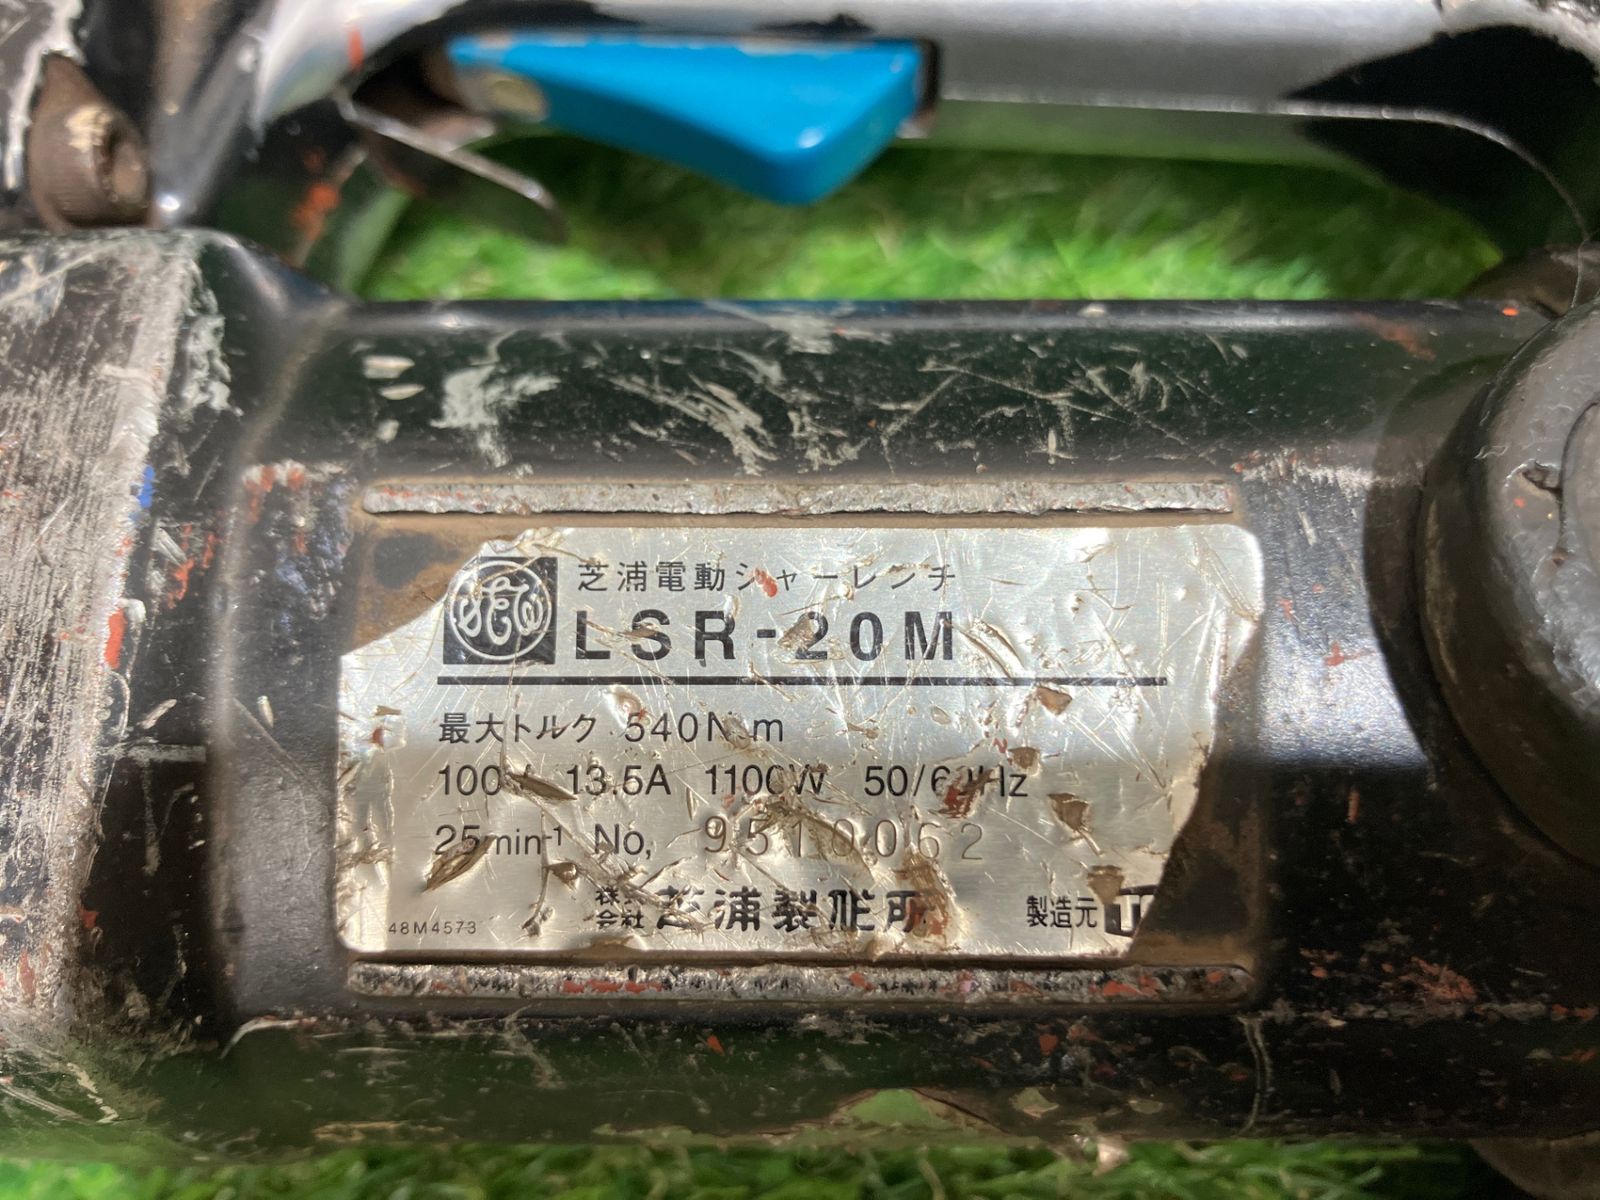 芝浦電動シャーレンチ
LSR-20M
最大トルク 540N·m
100V 13.5A 1100W 50/60Hz
25min-1 No, 9510062
株式会社 芝浦製作所 製造元
48M4573